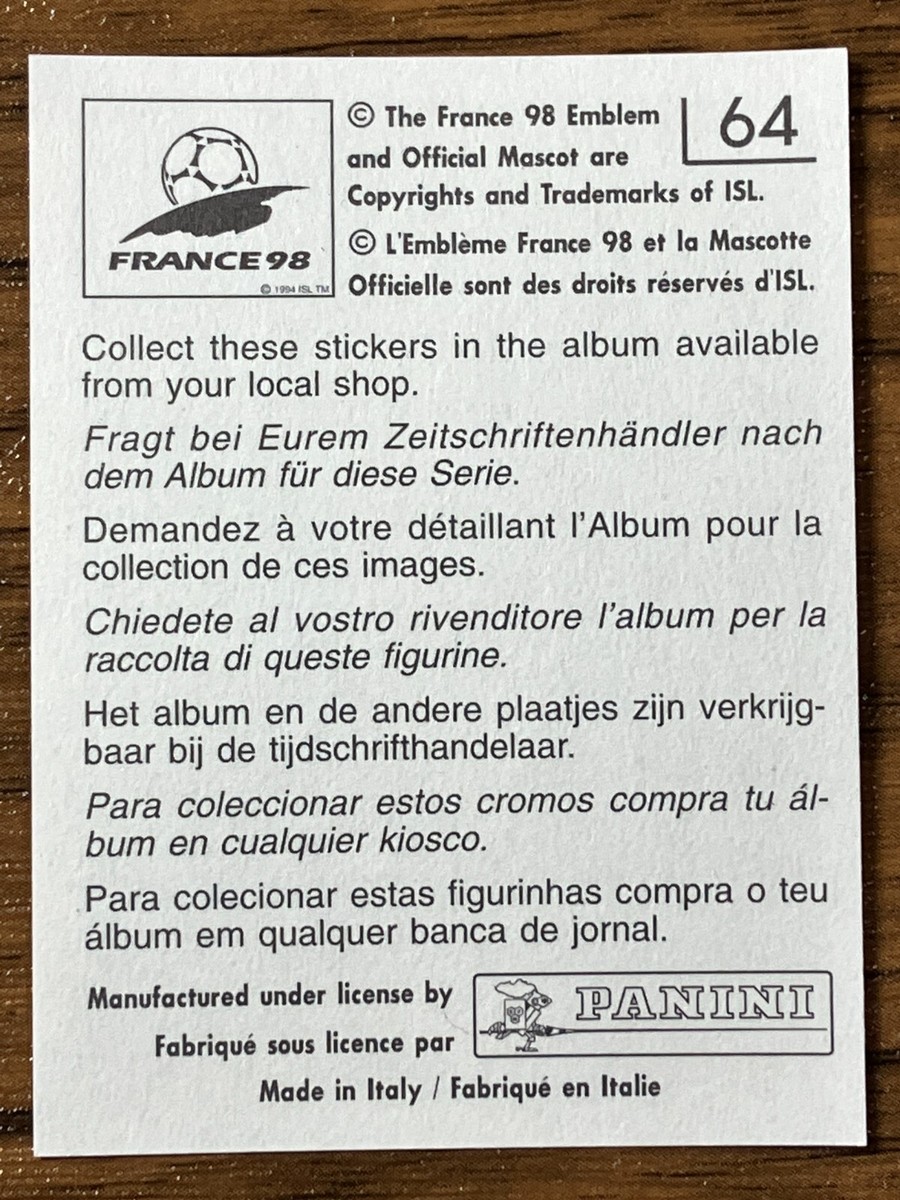 © The France 98 Emblem
and Official Mascot are
Copyrights and Trademarks of ISL.
64
© L'Emblème France 98 et la Mascotte
Officielle sont des droits réservés d'ISL.
FRANCE 98
© 1994 ISL TM
Collect these stickers in the album available
from your local shop.
Fragt bei Eurem Zeitschriftenhändler nach
dem Album für diese Serie.
Demandez à votre détaillant l'Album pour la
collection de ces images.
Chiedete al vostro rivenditore l'album per la
raccolta di queste figurine.
Het album en de andere plaatjes zijn verkrijg-
baar bij de tijdschrifthandelaar.
Para coleccionar estos cromos compra tu ál-
bum en cualquier kiosco.
Para colecionar estas figurinhas compra o teu
álbum em qualquer banca de jornal.
Manufactured under license by
Fabriqué sous licence par
PANINI
Made in Italy / Fabriqué en Italie